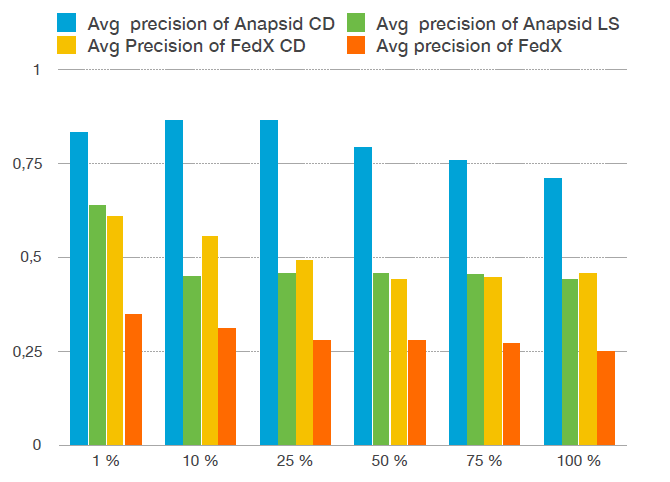 Avg precision of Anapsid CD Avg precision of Anapsid LS
Avg Precision of FedX CD Avg precision of FedX
1
0,75
0,5
0,25
0
1 % 10 % 25 % 50 % 75 % 100 %